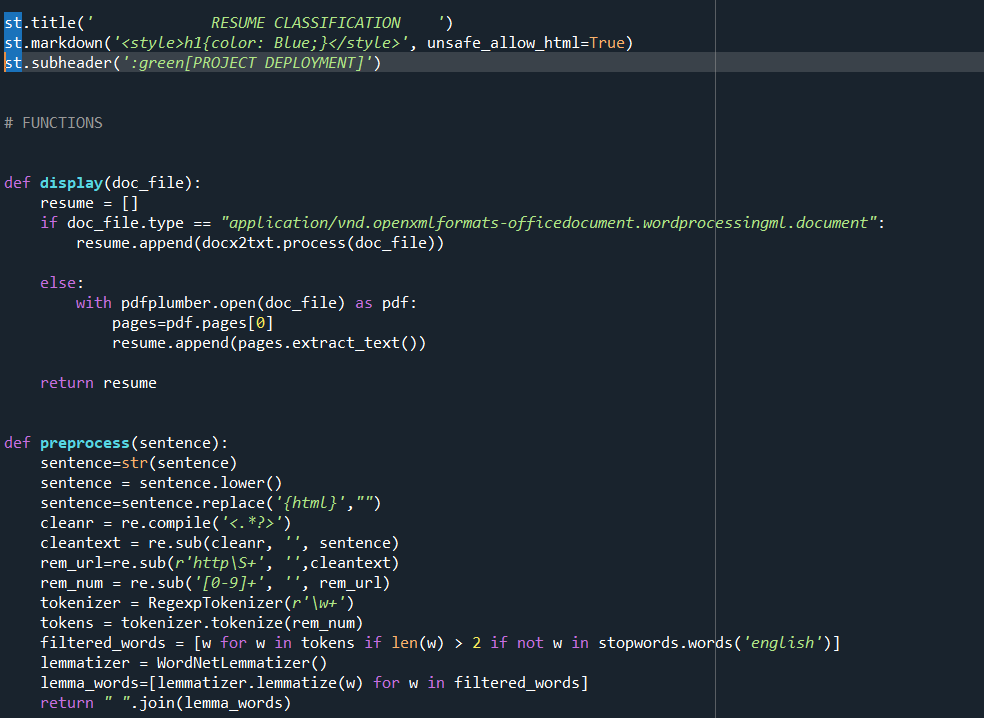 st.title('             RESUME CLASSIFICATION    ')
st.markdown('<style>h1{color: Blue;}</style>', unsafe_allow_html=True)
st.subheader(':green[PROJECT DEPLOYMENT]')
# FUNCTIONS
def display(doc_file):
    resume = []
    if doc_file.type == "application/vnd.openxmlformats-officedocument.wordprocessingml.document":
        resume.append(docx2txt.process(doc_file))
    else:
        with pdfplumber.open(doc_file) as pdf:
            pages=pdf.pages[0]
            resume.append(pages.extract_text())
    return resume
def preprocess(sentence):
    sentence=str(sentence)
    sentence = sentence.lower()
    sentence=sentence.replace('{html}',"")
    cleanr = re.compile('<.*?>')
    cleantext = re.sub(cleanr, '', sentence)
    rem_url=re.sub(r'http\S+', '',cleantext)
    rem_num = re.sub('[0-9]+', '', rem_url)
    tokenizer = RegexpTokenizer(r'\w+')
    tokens = tokenizer.tokenize(rem_num)
    filtered_words = [w for w in tokens if len(w) > 2 if not w in stopwords.words('english')]
    lemmatizer = WordNetLemmatizer()
    lemma_words=[lemmatizer.lemmatize(w) for w in filtered_words]
    return " ".join(lemma_words)